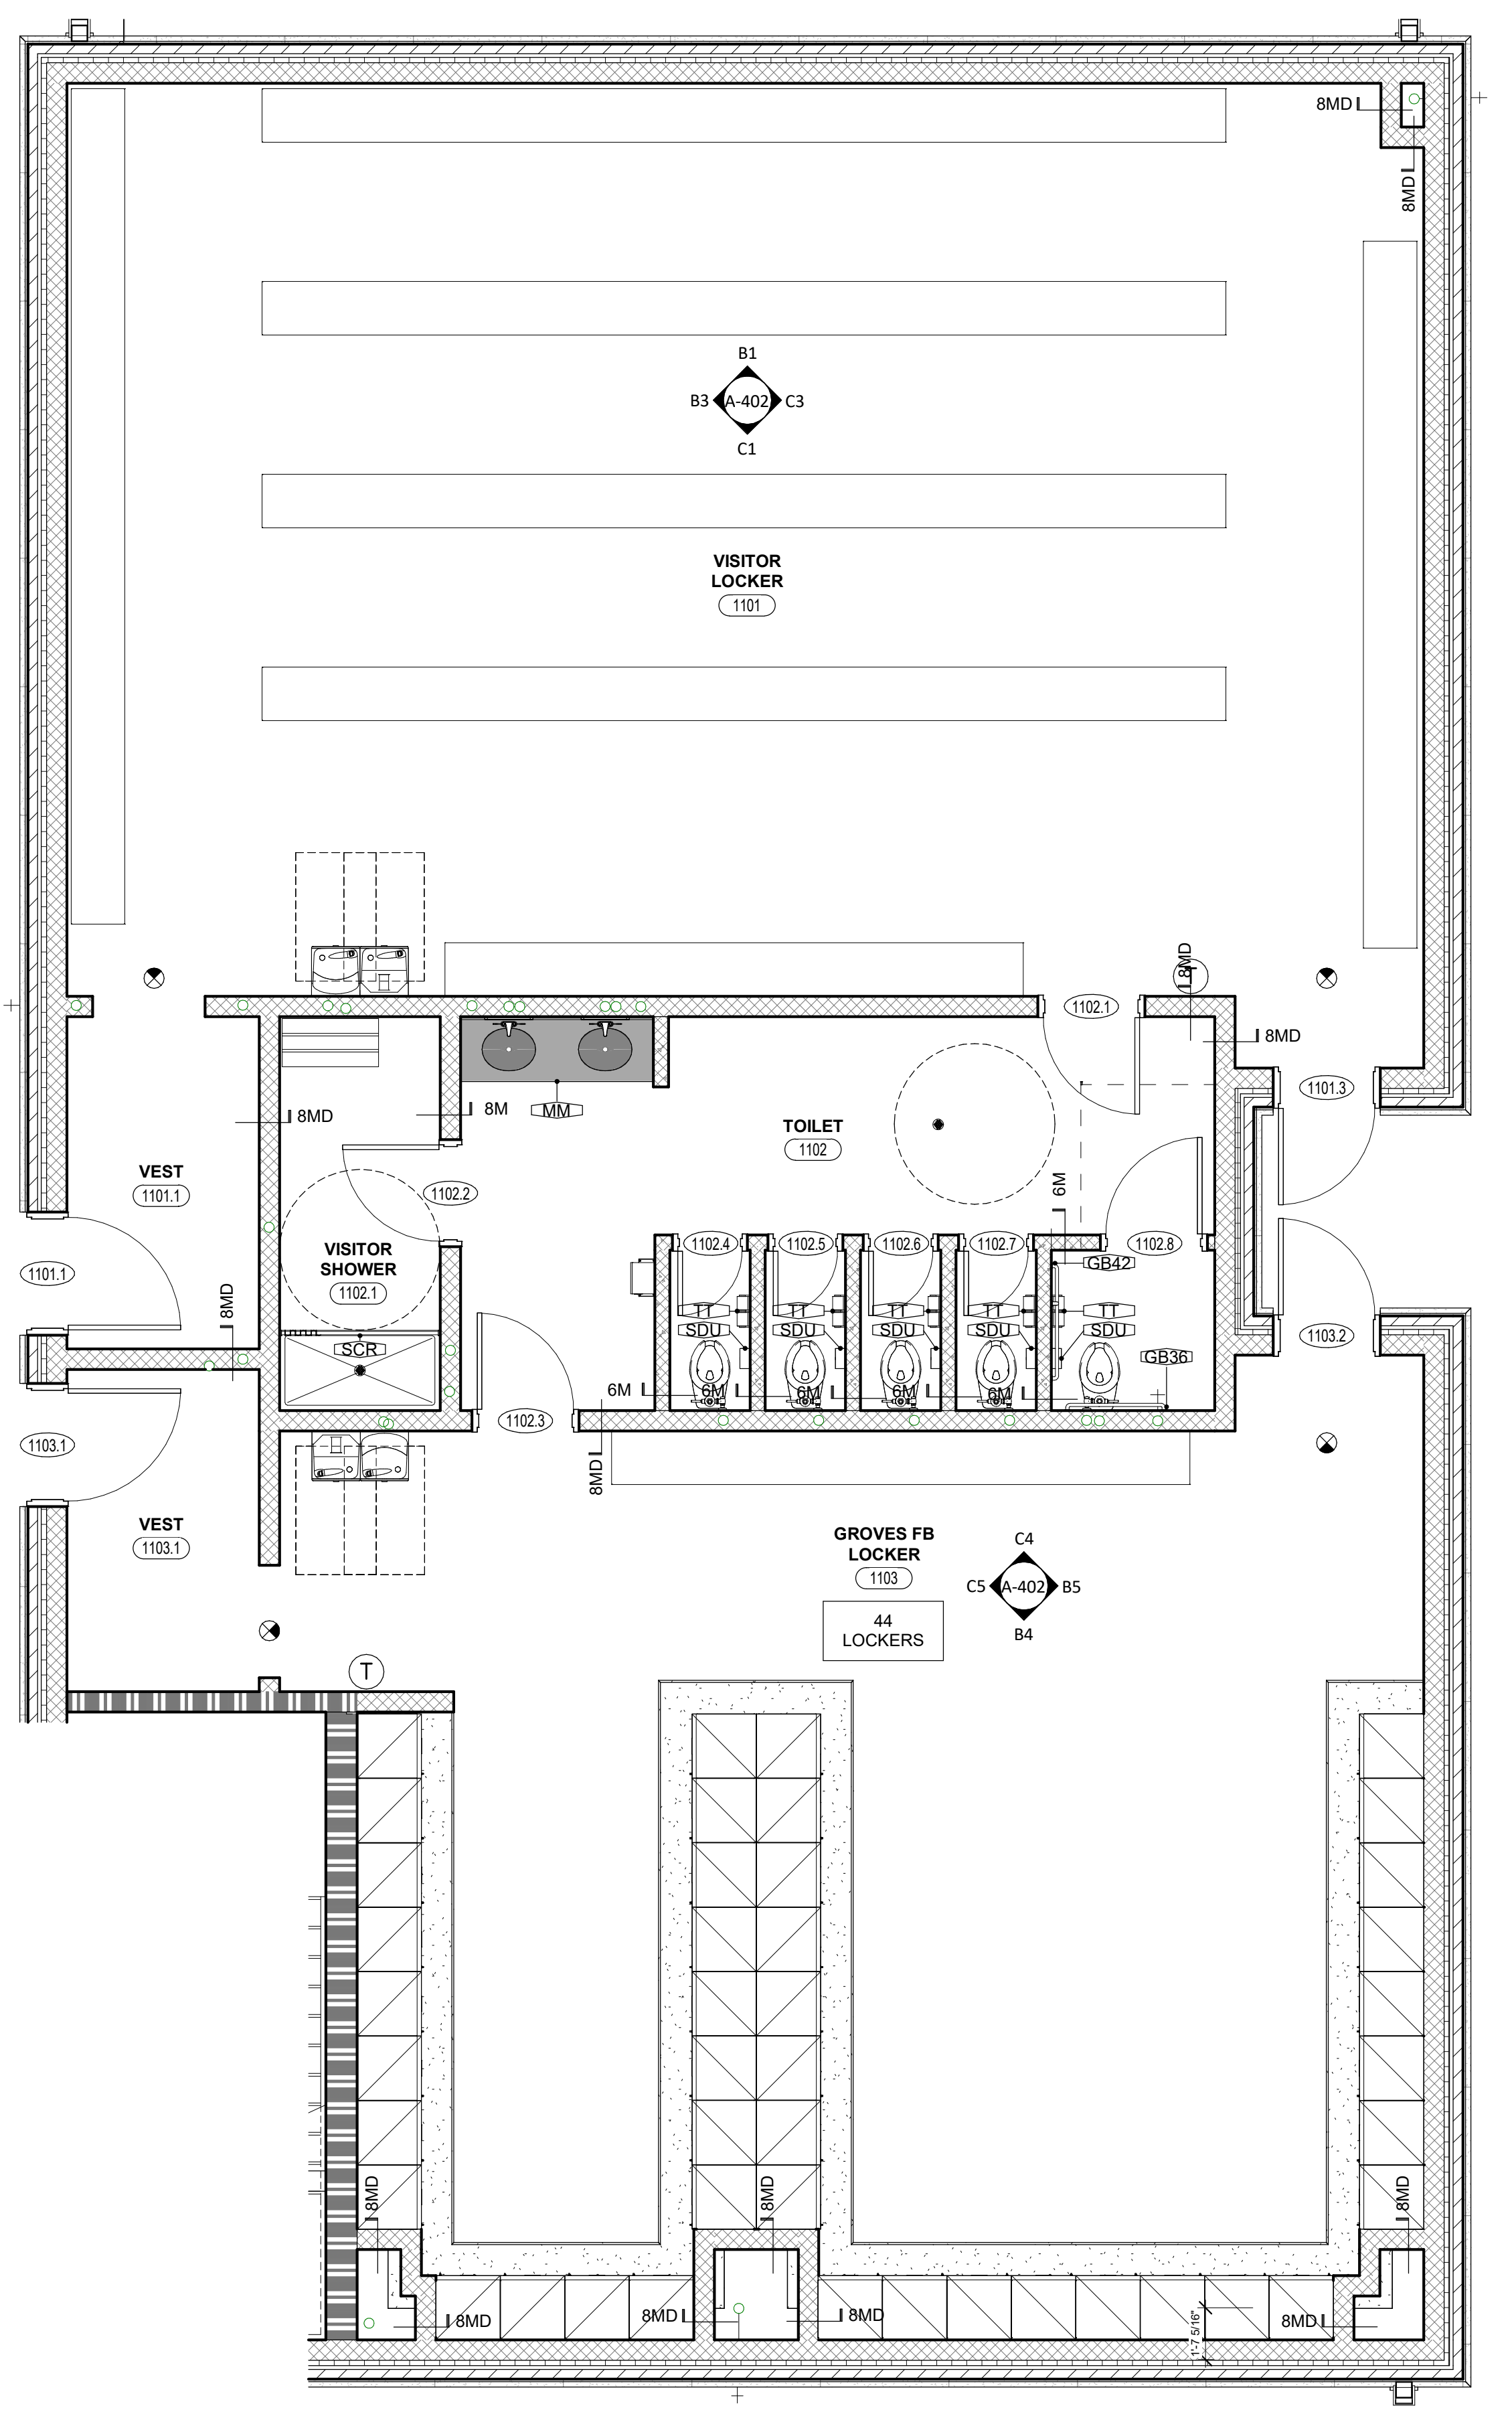 8MD
8MD
B1
B3
A-402
C3
C1
VISITOR
LOCKER
1101
8MD
1102.1
8MD
1101.3
8MD
8M
MM
TOILET
1102
VEST
1101.1
1102.2
6M
1102.4
1102.5
1102.6
1102.7
1102.8
VISITOR
SHOWER
1102.1
GB42
1101.1
8MD
TT
TT
TT
TT
TT
SDU
SDU
SDU
SDU
SDU
1103.2
SCR
GB36
6M
6M
6M
6M
6M
1102.3
1103.1
8MD
VEST
1103.1
GROVES FB
LOCKER
1103
C4
C5
A-402
B5
B4
44
LOCKERS
T
8MD
8MD
8MD
8MD
8MD
8MD
8MD
1'-7 5/16"